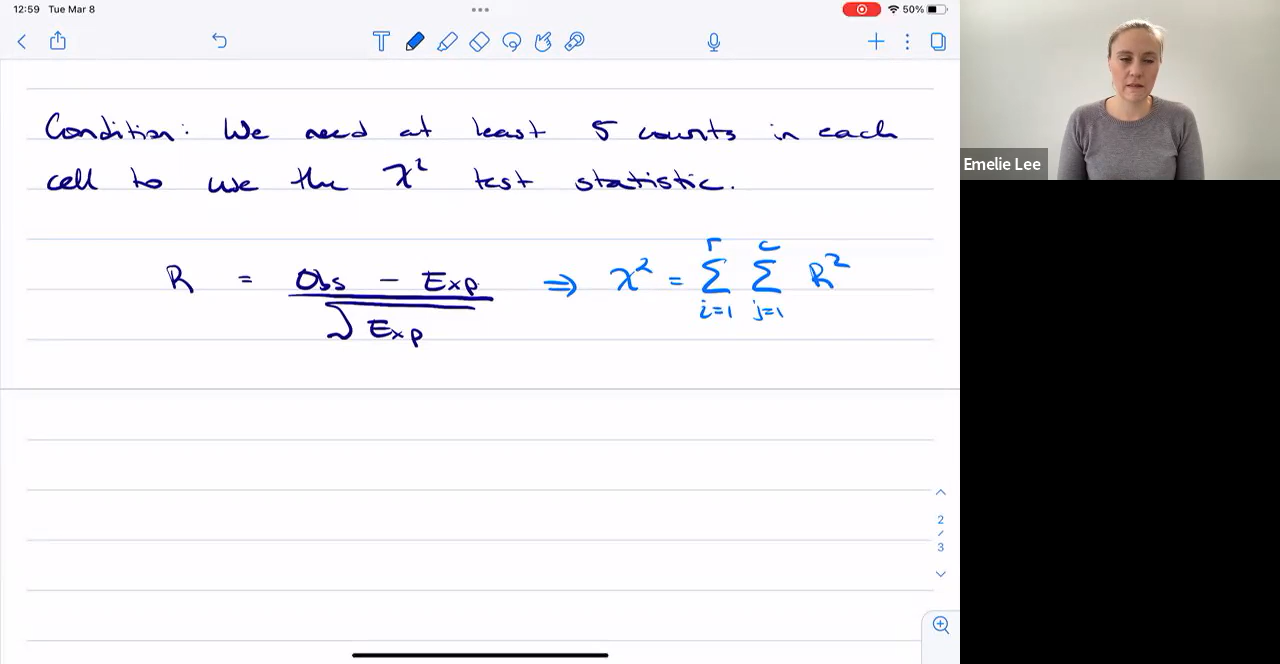 12:59 Tue Mar 8
50%
Condition: We need at least 5 counts in each
cell to use the χ² test statistic.
R = Obs - Exp / √Exp ⇒ χ² = Σ_{i=1}^{r} Σ_{j=1}^{c} R²
Emelie Lee
2
/
3